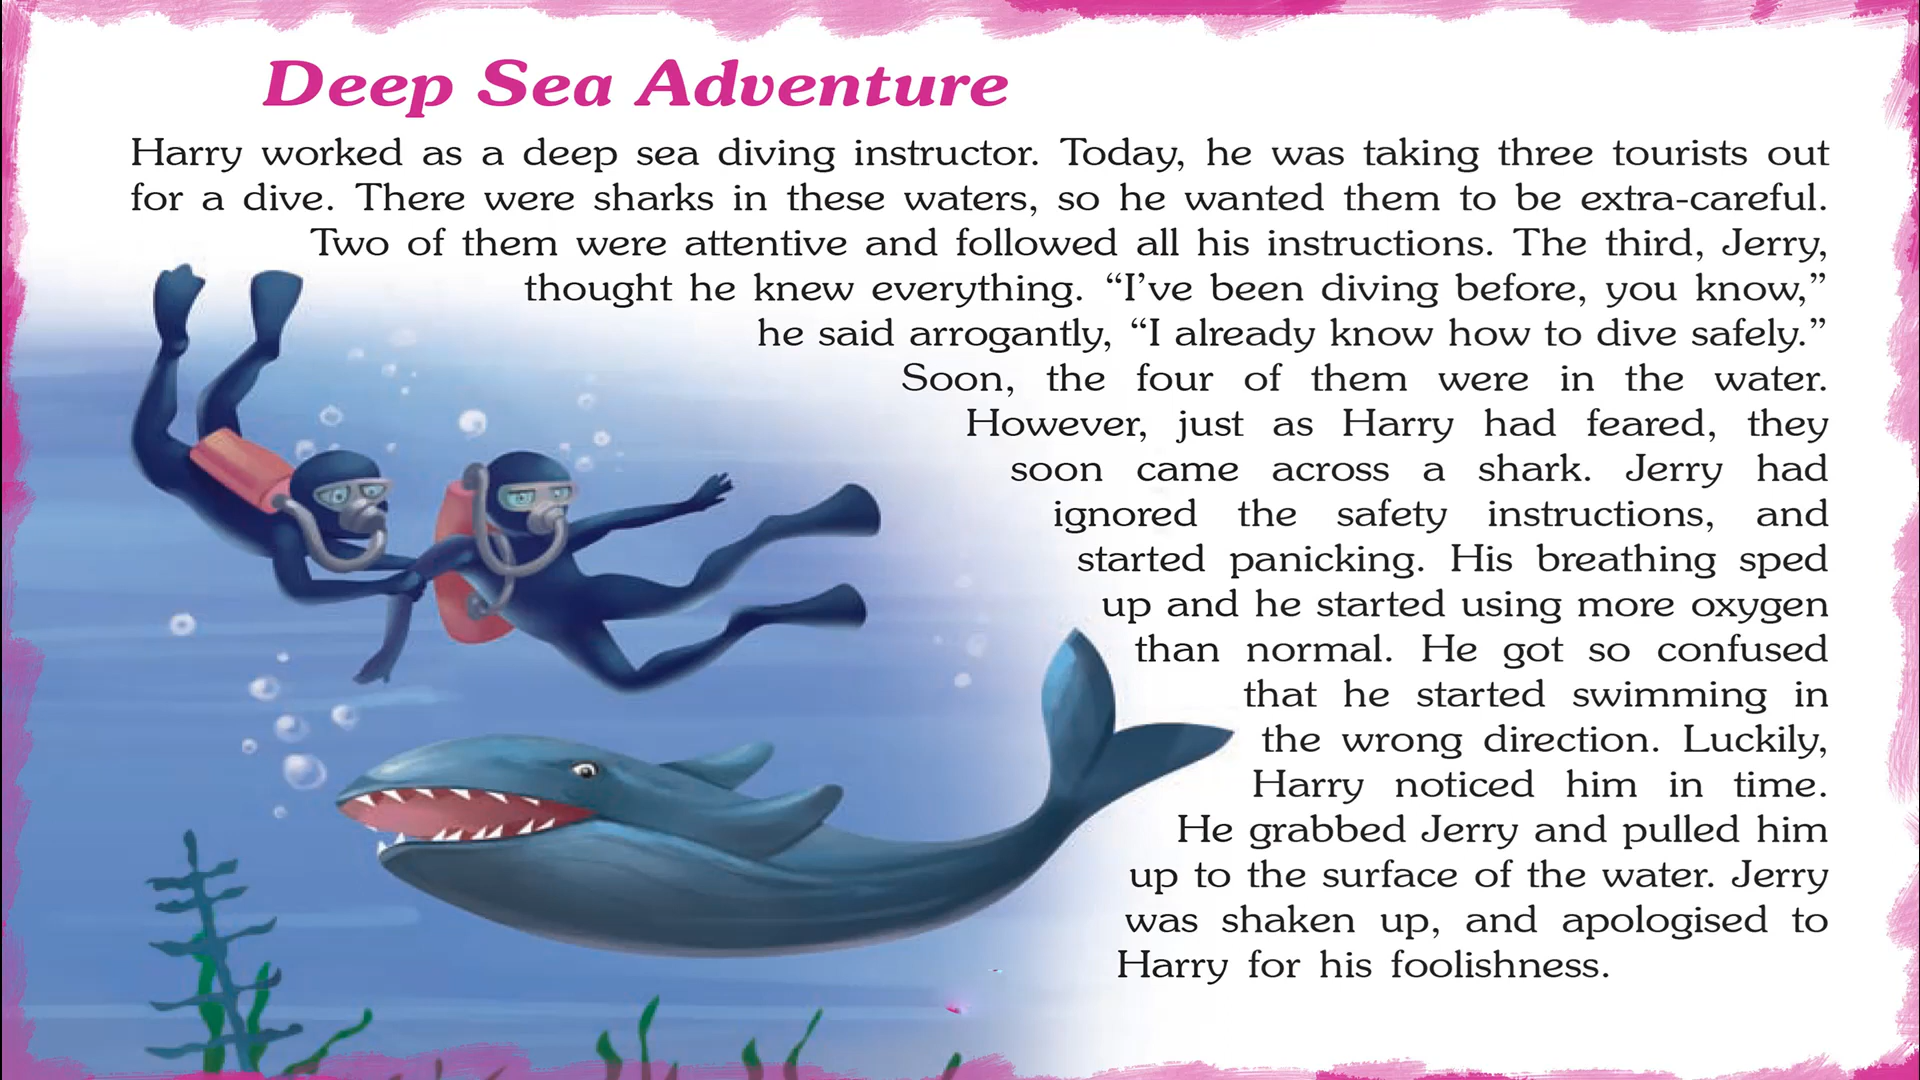 Deep Sea Adventure
Harry worked as a deep sea diving instructor. Today, he was taking three tourists out
for a dive. There were sharks in these waters, so he wanted them to be extra-careful.
Two of them were attentive and followed all his instructions. The third, Jerry,
thought he knew everything. “I’ve been diving before, you know,”
he said arrogantly, “I already know how to dive safely.”
Soon, the four of them were in the water.
However, just as Harry had feared, they
soon came across a shark. Jerry had
ignored the safety instructions, and
started panicking. His breathing sped
up and he started using more oxygen
than normal. He got so confused
that he started swimming in
the wrong direction. Luckily,
Harry noticed him in time.
He grabbed Jerry and pulled him
up to the surface of the water. Jerry
was shaken up, and apologised to
Harry for his foolishness.